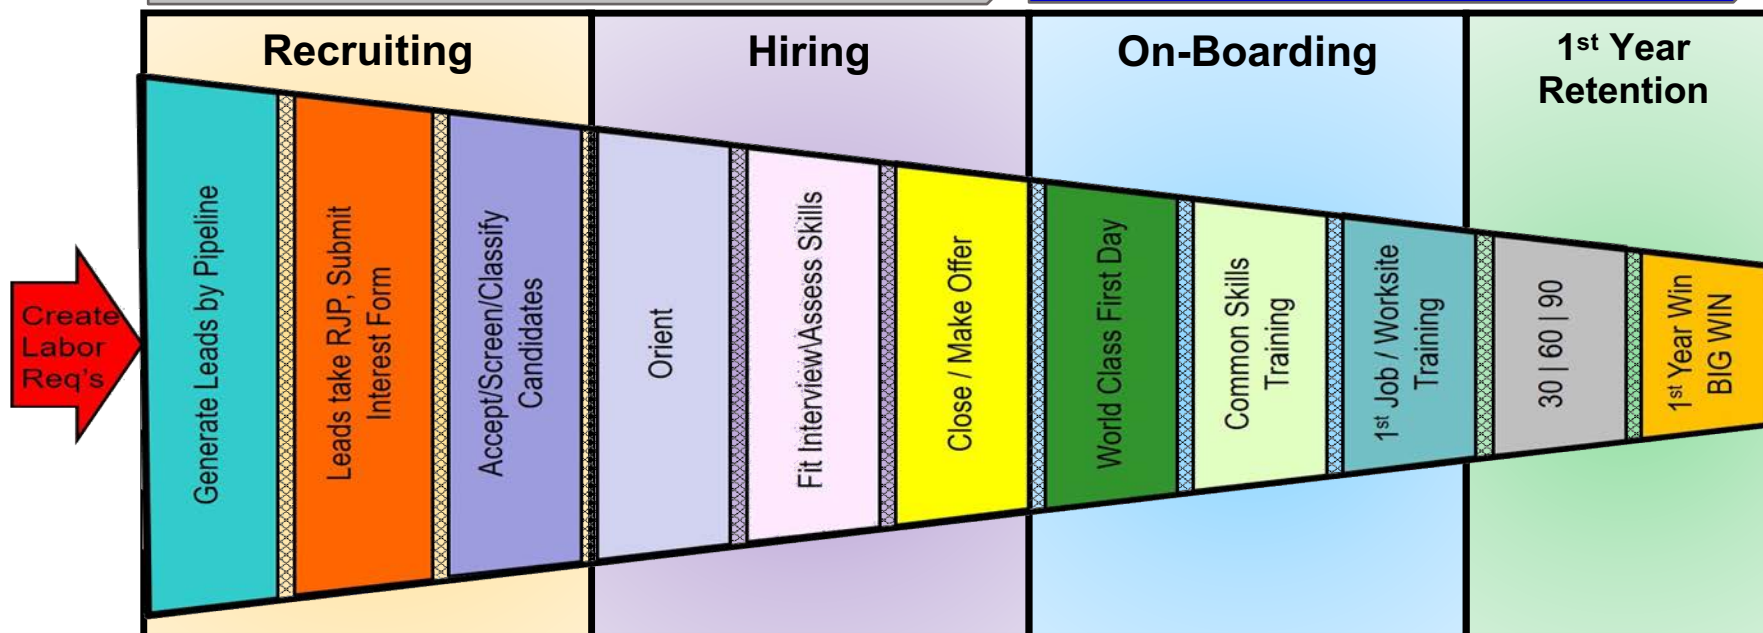 Recruiting
Hiring
On-Boarding
1st Year
Retention
Create
Labor
Req's
Generate Leads by Pipeline
Leads take RJP, Submit
Interest Form
Accept/Screen/Classify
Candidates
Orient
Fit Interview\Assess Skills
Close / Make Offer
World Class First Day
Common Skills
Training
1st Job / Worksite
Training
30 | 60 | 90
1st Year Win
BIG WIN